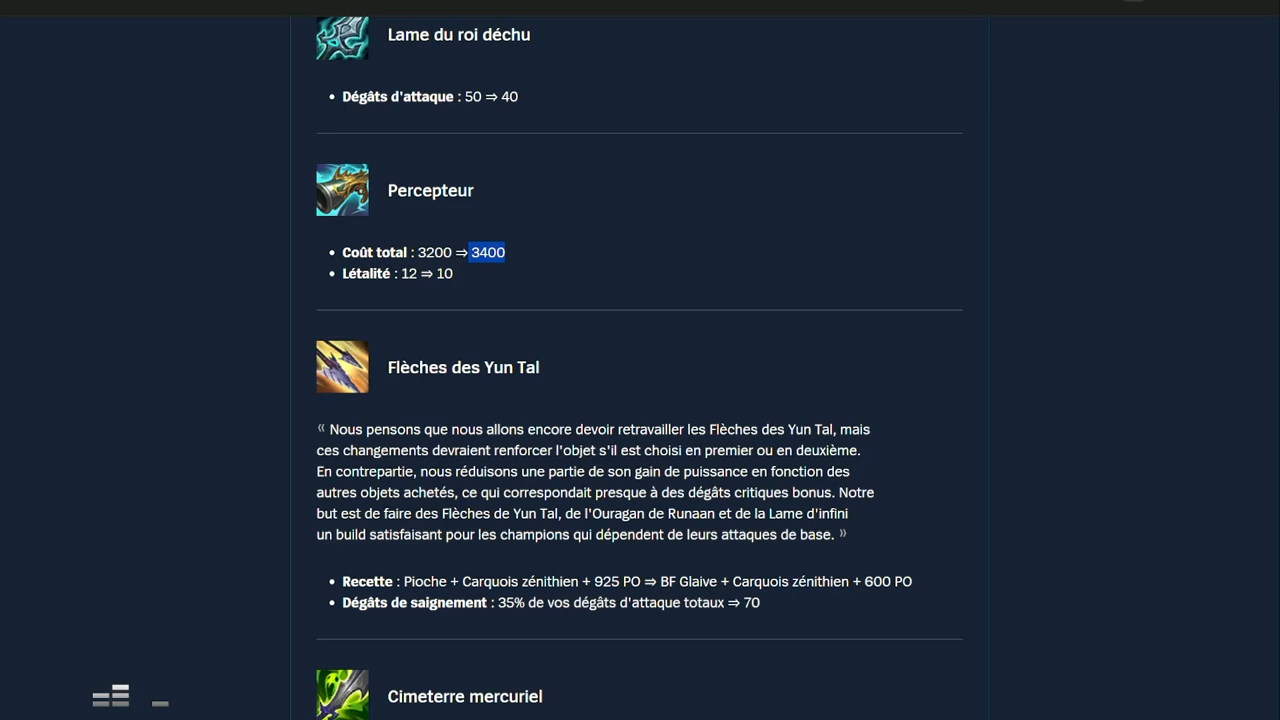 Lame du roi déchu
• Dégâts d'attaque : 50 ⇒ 40
Percepteur
• Coût total : 3200 ⇒ 3400
• Létalité : 12 ⇒ 10
Flèches des Yun Tal
« Nous pensons que nous allons encore devoir retravailler les Flèches des Yun Tal, mais
ces changements devraient renforcer l'objet s'il est choisi en premier ou en deuxième.
En contrepartie, nous réduisons une partie de son gain de puissance en fonction des
autres objets achetés, ce qui correspondait presque à des dégâts critiques bonus. Notre
but est de faire des Flèches de Yun Tal, de l'Ouragan de Runaan et de la Lame d'infini
un build satisfaisant pour les champions qui dépendent de leurs attaques de base. »
• Recette : Pioche + Carquois zénithien + 925 PO ⇒ BF Glaive + Carquois zénithien + 600 PO
• Dégâts de saignement : 35% de vos dégâts d'attaque totaux ⇒ 70
Cimeterre mercuriel